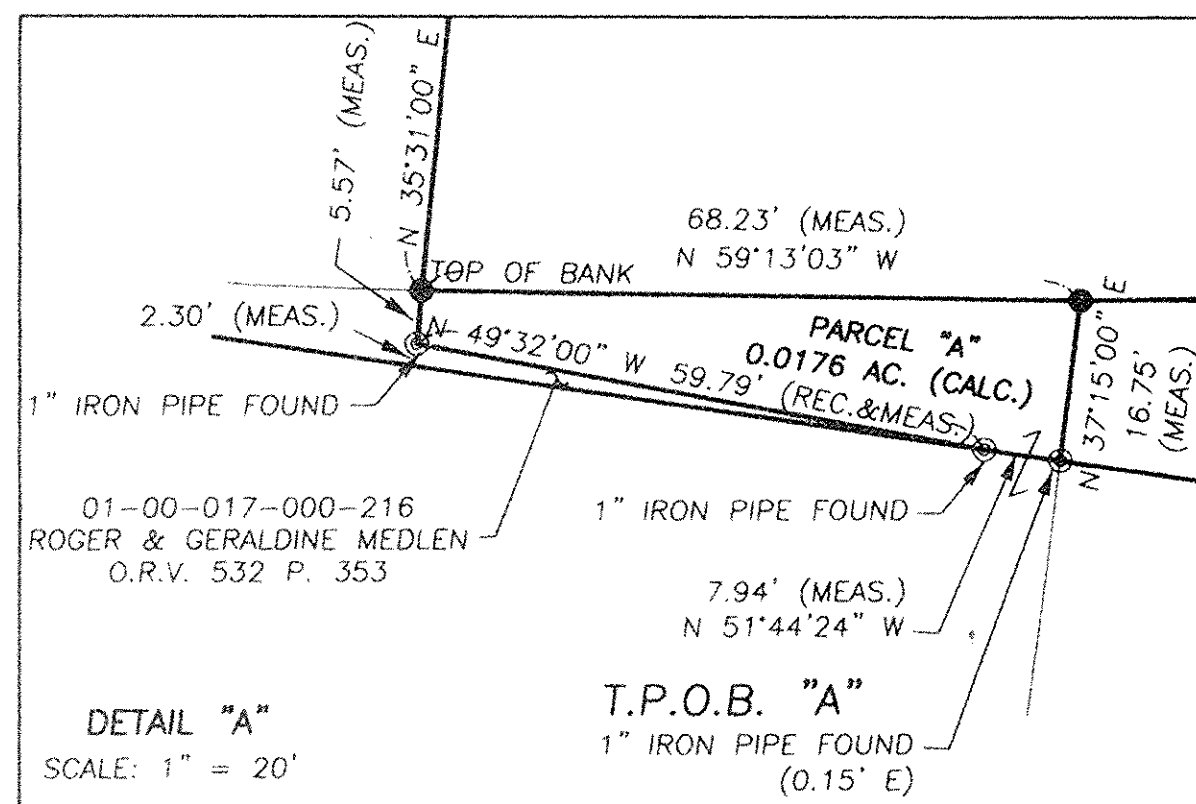 5.57' (MEAS.)
N 35°31'00" E
68.23' (MEAS.)
N 59°13'03" W
TOP OF BANK
2.30' (MEAS.)
N 49°32'00" W 59.79' (REC.&MEAS.)
PARCEL "A"
0.0176 AC. (CALC.)
N 37°15'00" E
16.75'
(MEAS.)
1" IRON PIPE FOUND
01-00-017-000-216
ROGER & GERALDINE MEDLEN
O.R.V. 532 P. 353
1" IRON PIPE FOUND
7.94' (MEAS.)
N 51°44'24" W
T.P.O.B. "A"
1" IRON PIPE FOUND
(0.15' E)
DETAIL "A"
SCALE: 1" = 20'